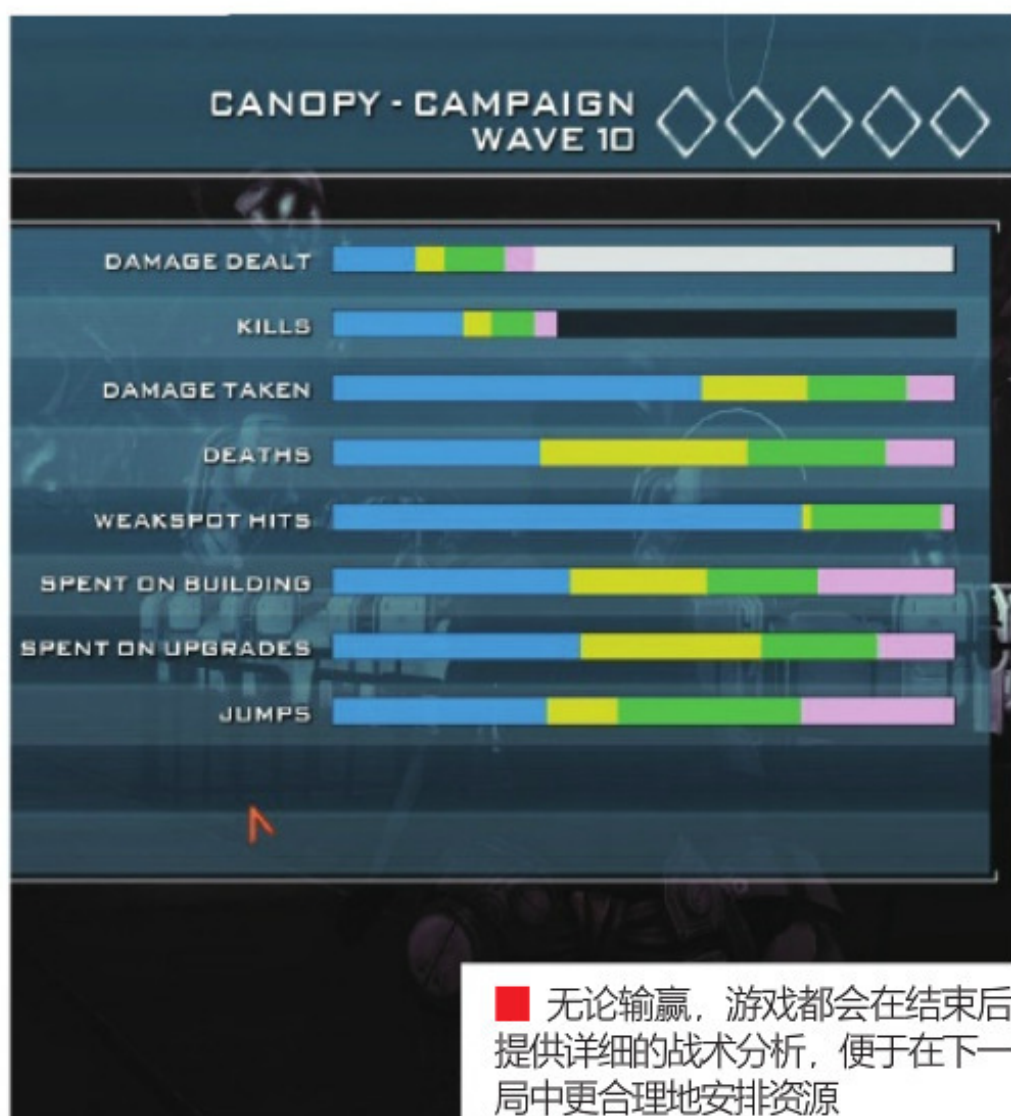 CANOPY - CAMPAIGN
WAVE 10
DAMAGE DEALT
KILLS
DAMAGE TAKEN
DEATHS
WEAKSPOT HITS
SPENT ON BUILDING
SPENT ON UPGRADES
JUMPS
无论输赢，游戏都会在结束后
提供详细的战术分析，便于在下一
局中更合理地安排资源